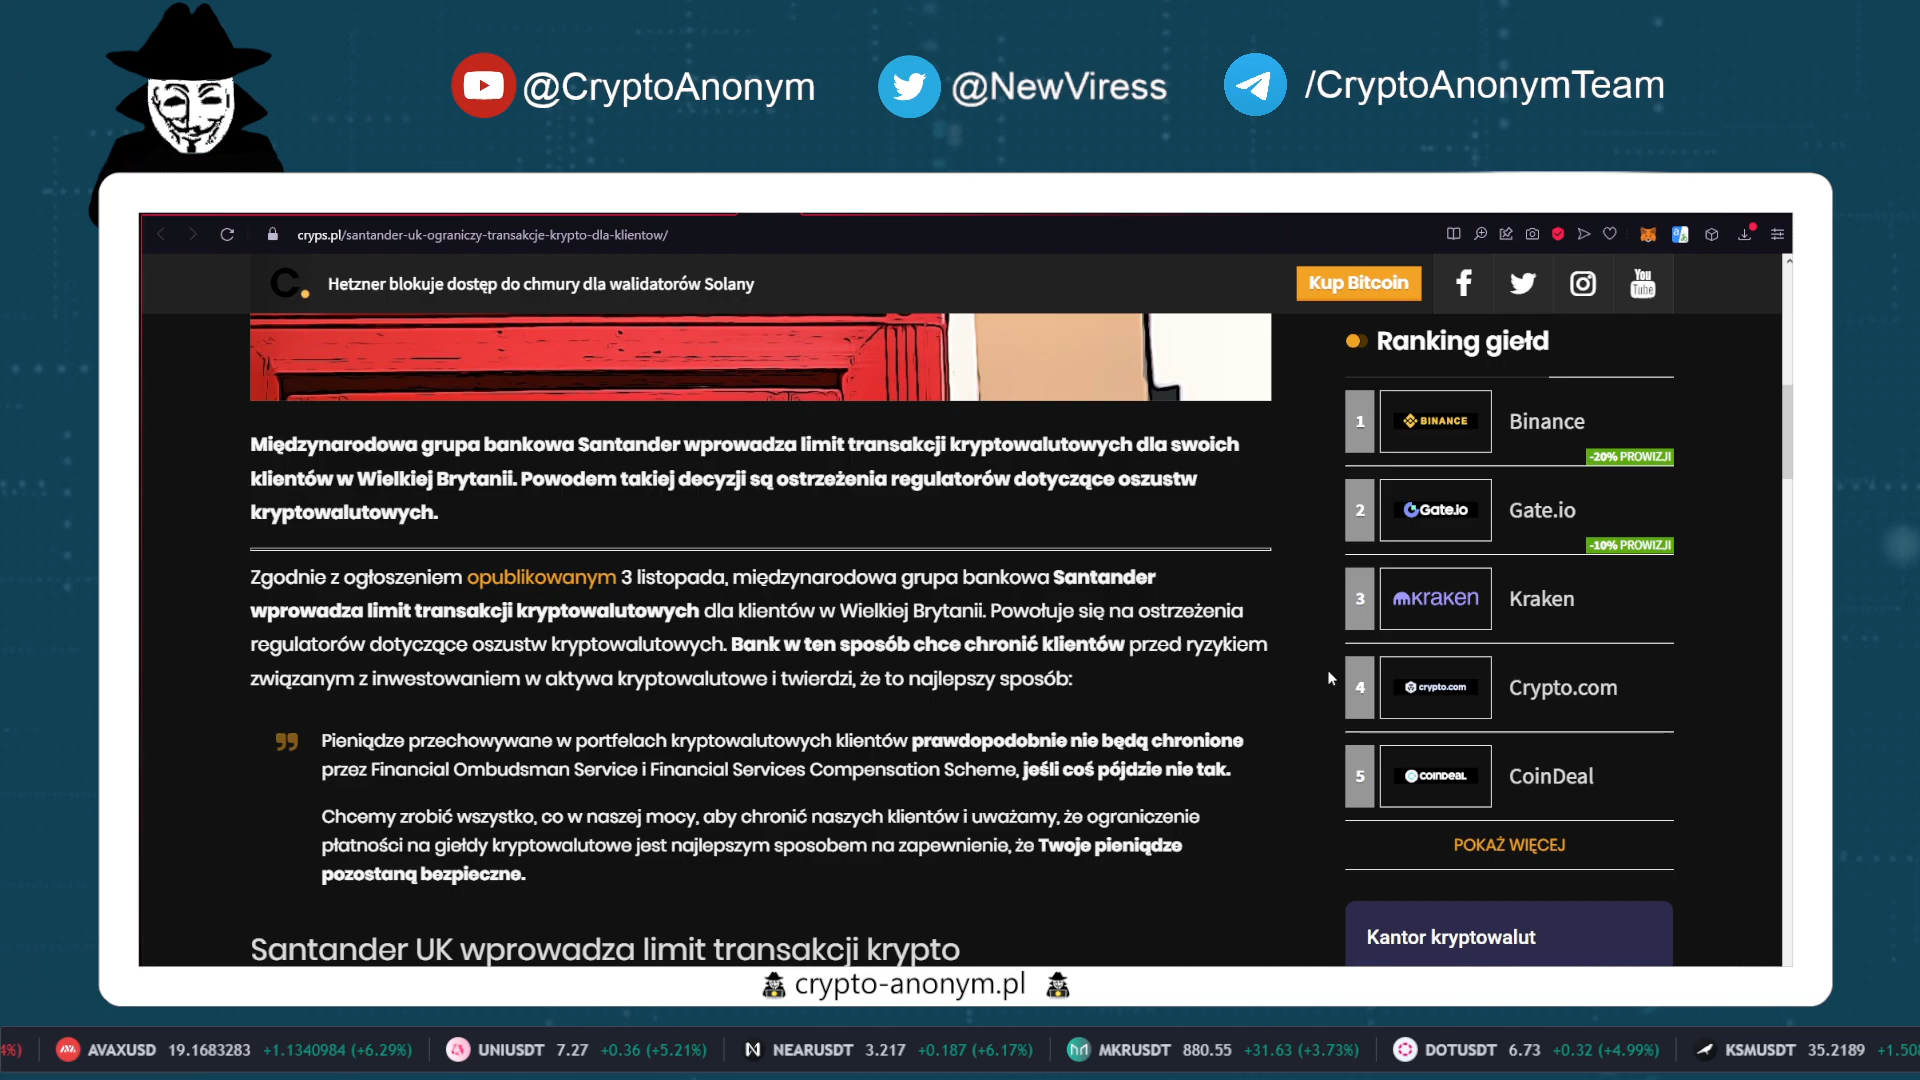 @CryptoAnonym
@NewViress
/CryptoAnonymTeam
cryps.pl/santander-uk-ograniczy-transakcje-krypto-dla-klientow/
Hetzner blokuje dostęp do chmury dla walidatorów Solany
Kup Bitcoin
You
Tube
Międzynarodowa grupa bankowa Santander wprowadza limit transakcji kryptowalutowych dla swoich
klientów w Wielkiej Brytanii. Powodem takiej decyzji są ostrzeżenia regulatorów dotyczące oszustw
kryptowalutowych.
Zgodnie z ogłoszeniem opublikowanym 3 listopada, międzynarodowa grupa bankowa Santander
wprowadza limit transakcji kryptowalutowych dla klientów w Wielkiej Brytanii. Powołuje się na ostrzeżenia
regulatorów dotyczące oszustw kryptowalutowych. Bank w ten sposób chce chronić klientów przed ryzykiem
związanym z inwestowaniem w aktywa kryptowalutowe i twierdzi, że to najlepszy sposób:
Pieniądze przechowywane w portfelach kryptowalutowych klientów prawdopodobnie nie będą chronione
przez Financial Ombudsman Service i Financial Services Compensation Scheme, jeśli coś pójdzie nie tak.
Chcemy zrobić wszystko, co w naszej mocy, aby chronić naszych klientów i uważamy, że ograniczenie
płatności na giełdy kryptowalutowe jest najlepszym sposobem na zapewnienie, że Twoje pieniądze
pozostaną bezpieczne.
Santander UK wprowadza limit transakcji krypto
Ranking giełd
1 BINANCE Binance
-20% PROWIZJI
2 Gate.io Gate.io
-10% PROWIZJI
3 mKraken Kraken
4 crypto.com Crypto.com
5 COINDEAL CoinDeal
POKAŻ WIĘCEJ
Kantor kryptowalut
crypto-anonym.pl
4%) AVAXUSD 19.1683283 +1.1340984 (+6.29%) UNIUSDT 7.27 +0.36 (+5.21%) NEARUSDT 3.217 +0.187 (+6.17%) MKRUSDT 880.55 +31.63 (+3.73%) DOTUSDT 6.73 +0.32 (+4.99%) KSMUSDT 35.2189 +1.508